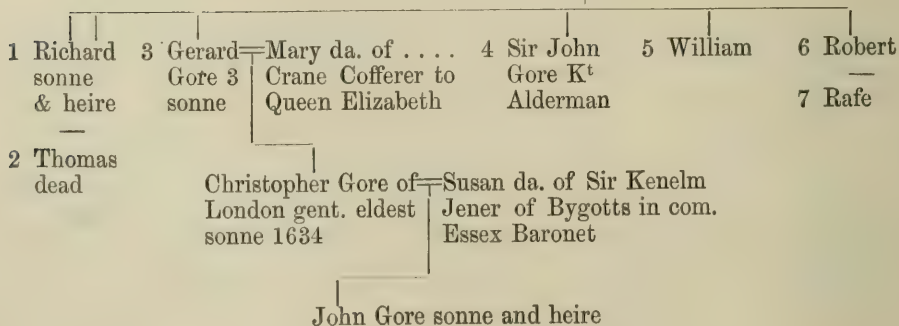 1 Richard
sonne
& heire
2 Thomas
dead
3 Gerard
Gore 3
sonne
Mary da. of ....
Crane Cofferer to
Queen Elizabeth
4 Sir John
Gore Kt
Alderman
5 William
6 Robert
7 Rafe
Christopher Gore of
London gent. eldest
sonne 1634
Susan da. of Sir Kenelm
Jener of Bygotts in com.
Essex Baronet
John Gore sonne and heire